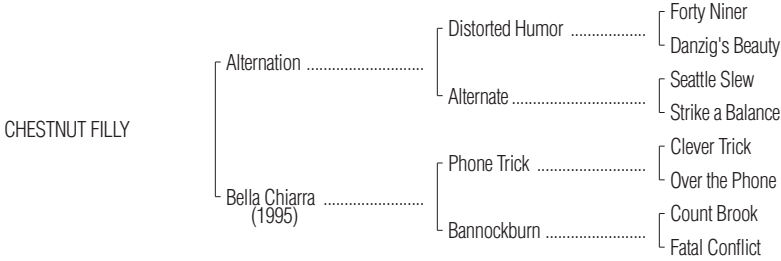 CHESTNUT FILLY
Alternation ...........................
Bella Chiarra .......................
(1995)
Distorted Humor .................
Alternate ..............................
Phone Trick ........................
Bannockburn ......................
Forty Niner
Danzig's Beauty
Seattle Slew
Strike a Balance
Clever Trick
Over the Phone
Count Brook
Fatal Conflict